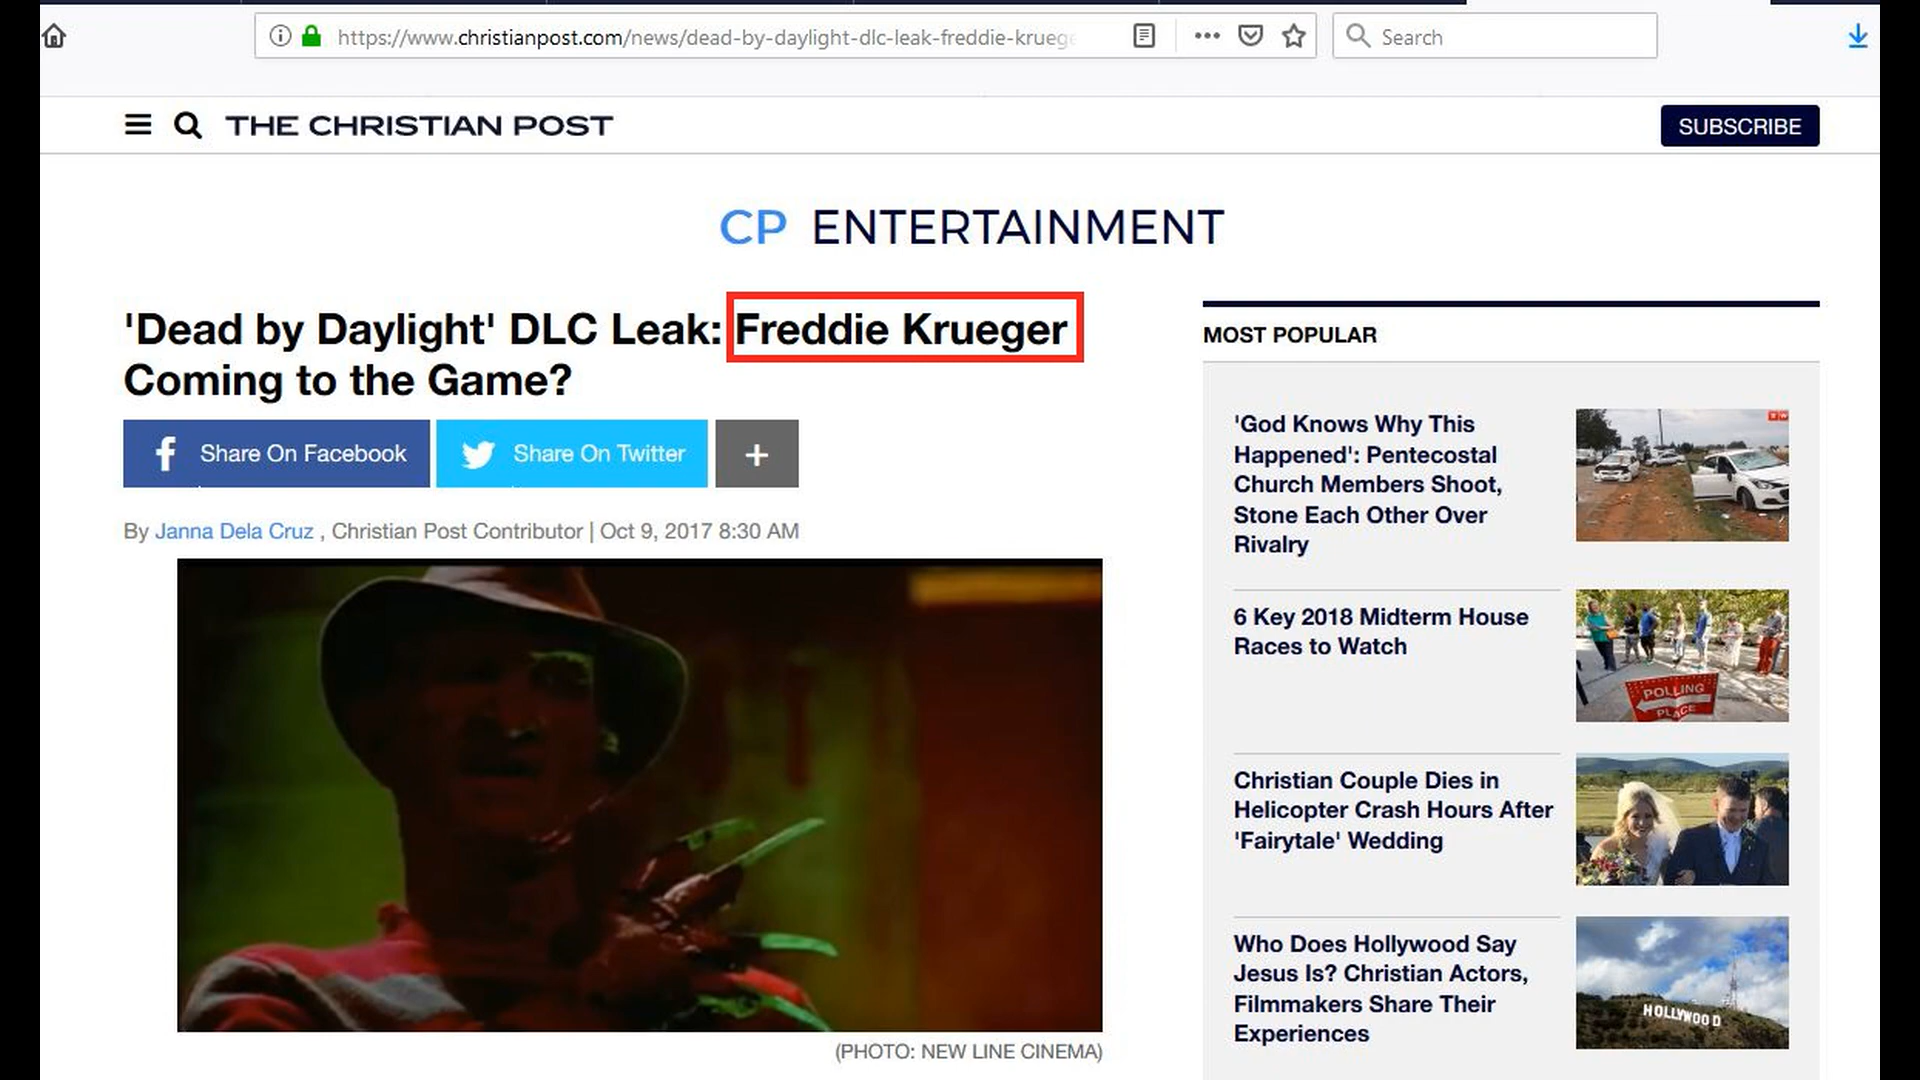 https://www.christianpost.com/news/dead-by-daylight-dlc-leak-freddie-kruege
Search
THE CHRISTIAN POST
SUBSCRIBE
CP ENTERTAINMENT
'Dead by Daylight' DLC Leak: Freddie Krueger
Coming to the Game?
Share On Facebook
Share On Twitter
+
By Janna Dela Cruz , Christian Post Contributor | Oct 9, 2017 8:30 AM
(PHOTO: NEW LINE CINEMA)
MOST POPULAR
'God Knows Why This
Happened': Pentecostal
Church Members Shoot,
Stone Each Other Over
Rivalry
6 Key 2018 Midterm House
Races to Watch
POLLING
PLACE
Christian Couple Dies in
Helicopter Crash Hours After
'Fairytale' Wedding
Who Does Hollywood Say
Jesus Is? Christian Actors,
Filmmakers Share Their
Experiences
HOLLYWOOD